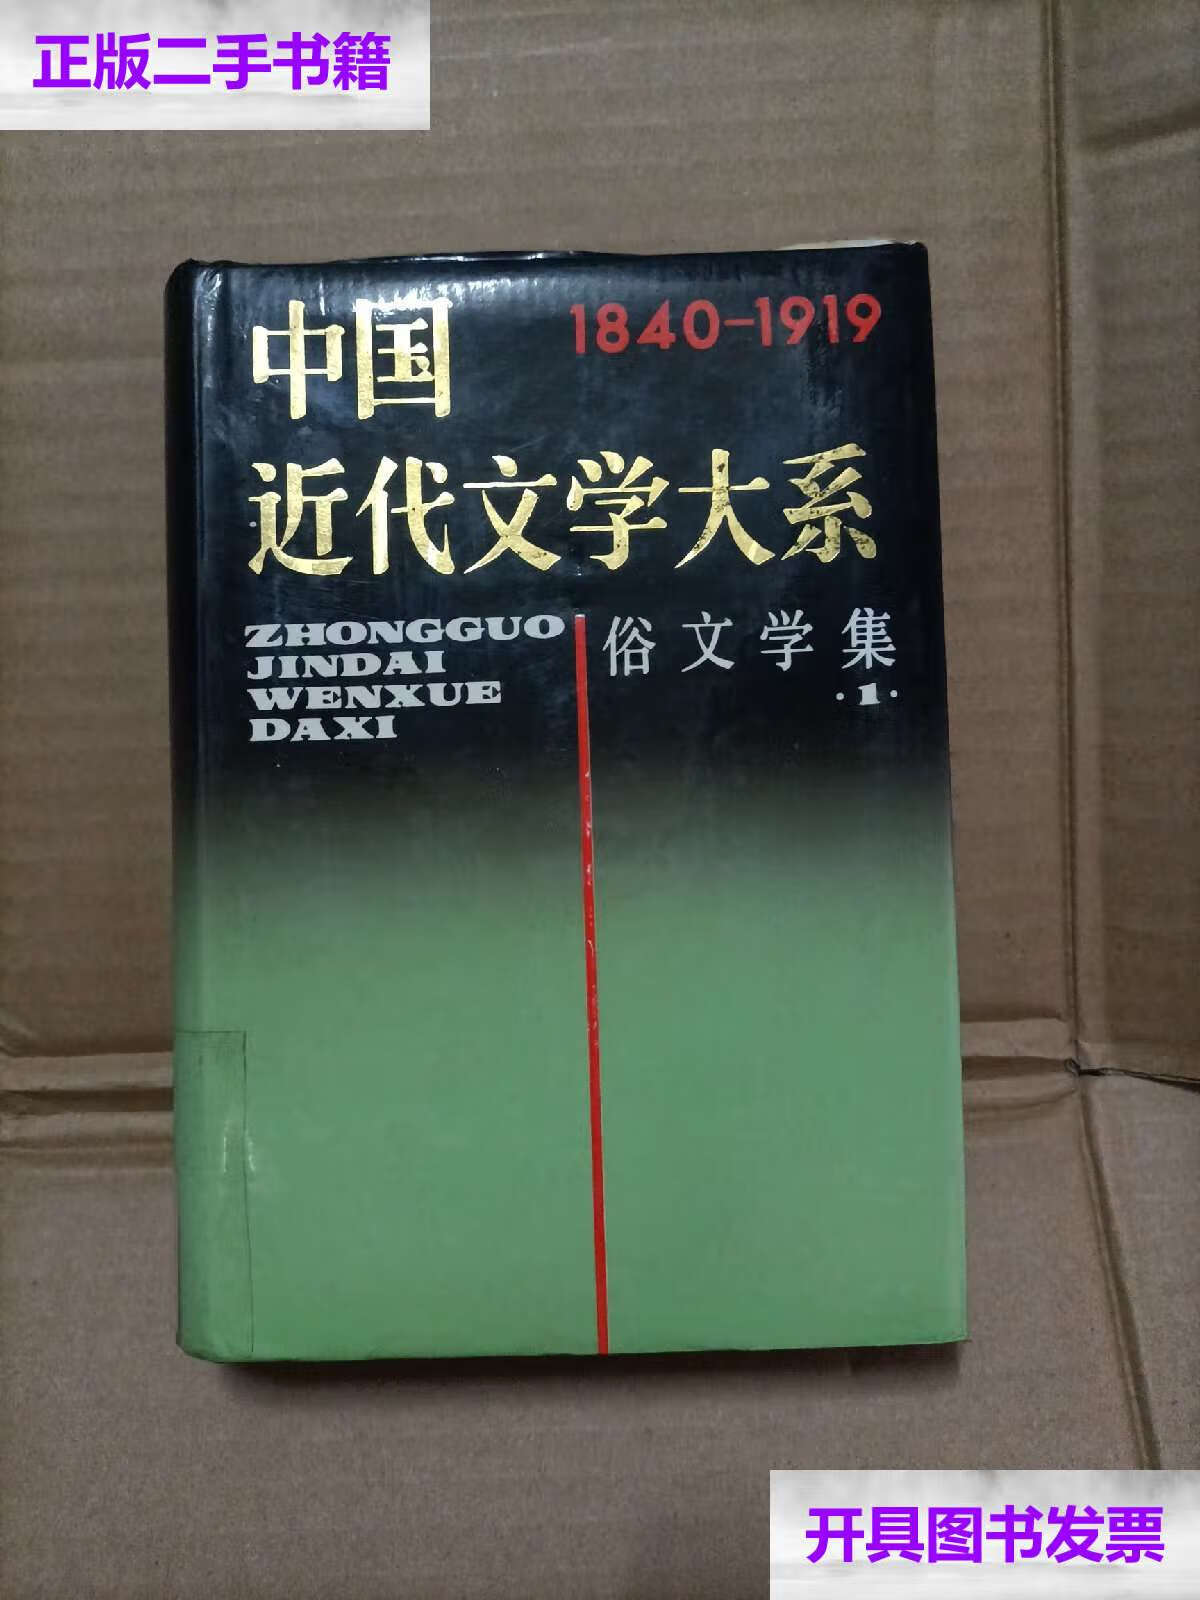 正版二手书籍
中国
1840-1919
近代文学大系
ZHONGGUO
JINDAI
WENXUE
DAXI
俗文学集
·1·
开具图书发票